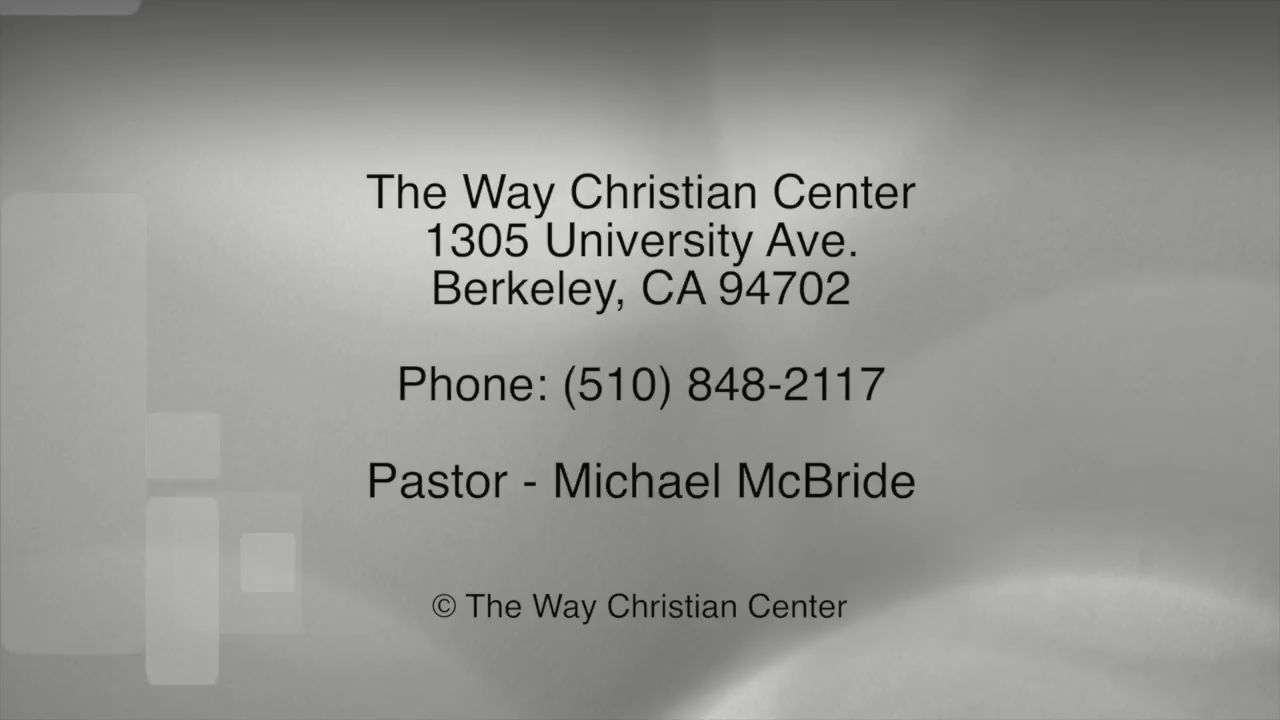 The Way Christian Center
1305 University Ave.
Berkeley, CA 94702
Phone: (510) 848-2117
Pastor - Michael McBride
© The Way Christian Center